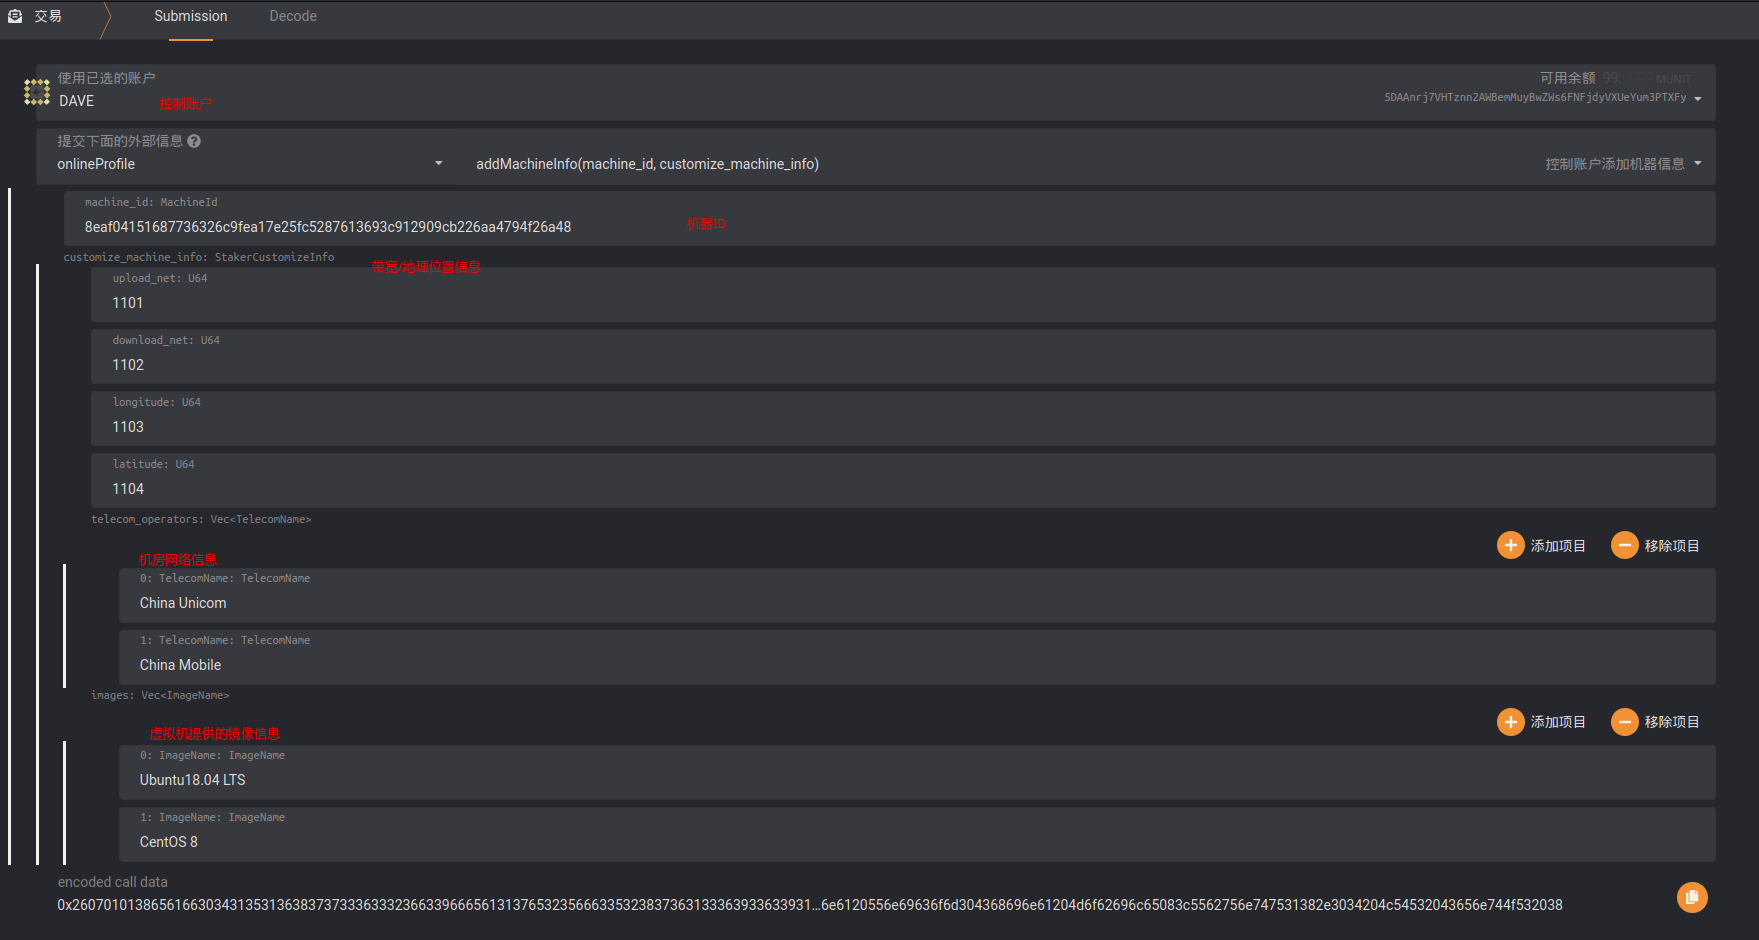 交易
Submission
Decode
使用已选的账户
可用余额 99. MUNIT
DAVE
控制账户
5DAAnrj7VHTznn2AWBemMuyBwZWs6FNFjdyVXUeYum3PTXFy
提交下面的外部信息
onlineProfile
addMachineInfo(machine_id, customize_machine_info)
控制账户添加机器信息
machine_id: MachineId
8eaf04151687736326c9fea17e25fc5287613693c912909cb226aa4794f26a48
机器ID
customize_machine_info: StakerCustomizeInfo
带宽/地理位置信息
upload_net: U64
1101
download_net: U64
1102
longitude: U64
1103
latitude: U64
1104
telecom_operators: Vec<TelecomName>
添加项目
移除项目
机房网络信息
0: TelecomName: TelecomName
China Unicom
1: TelecomName: TelecomName
China Mobile
images: Vec<ImageName>
添加项目
移除项目
虚拟机提供的镜像信息
0: ImageName: ImageName
Ubuntu18.04 LTS
1: ImageName: ImageName
CentOS 8
encoded call data
0x26070101386561663034313531363837373336333236633966656131376532356663353238373631333639336339​31…6e6120556e69636f6d304368696e61204d6f62696c65083c5562756e747531382e3034204c54532043656e744f532038